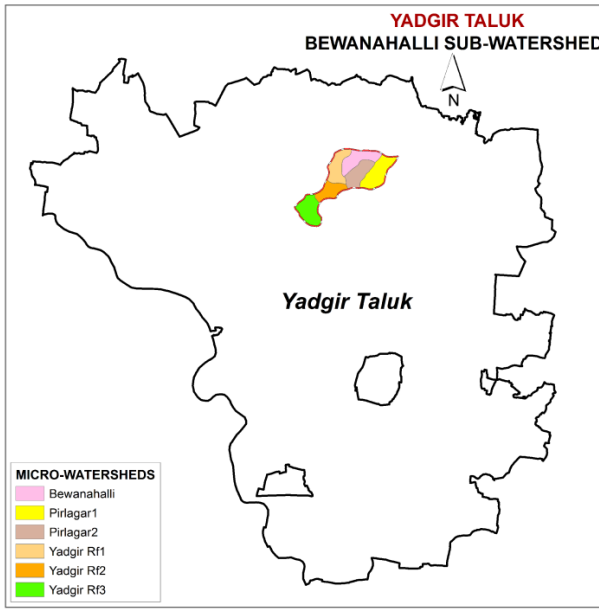 YADGIR TALUK
BEWANAHALLI SUB-WATERSHED
N
Yadgir Taluk
MICRO-WATERSHEDS
Bewanahalli
Pirlagar1
Pirlagar2
Yadgir Rf1
Yadgir Rf2
Yadgir Rf3